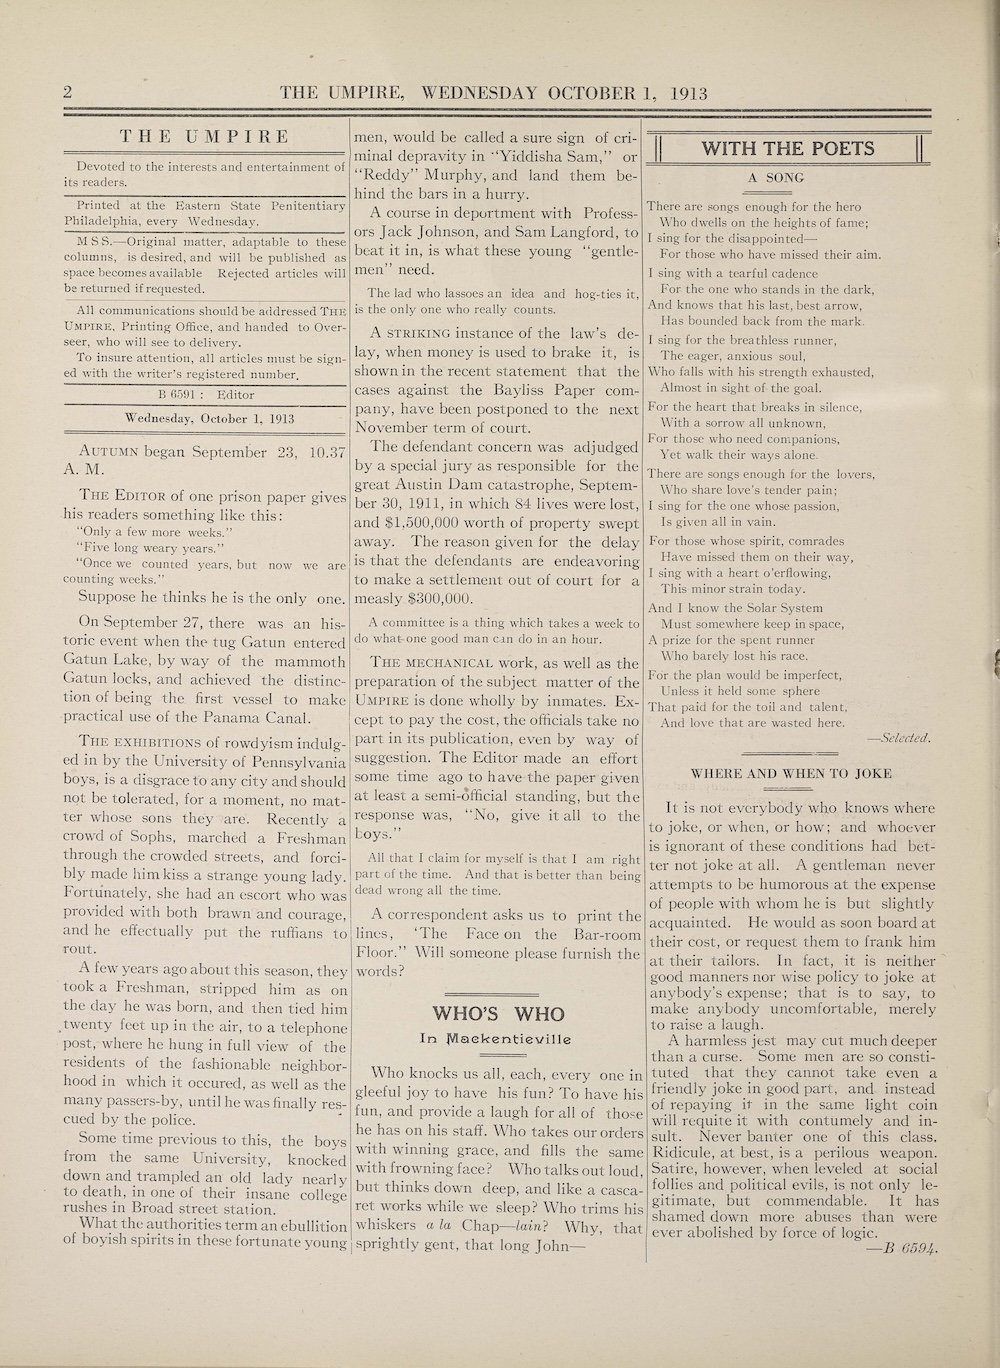 2
THE UMPIRE, WEDNESDAY OCTOBER 1, 1913
THE UMPIRE
Devoted to the interests and entertainment of
its readers.
Printed at the Eastern State Penitentiary
Philadelphia, every Wednesday.
MSS.—Original matter, adaptable to these
columns, is desired, and will be published as
space becomes available Rejected articles will
be returned if requested.
All communications should be addressed THE
UMPIRE, Printing Office, and handed to Over-
seer, who will see to delivery.
To insure attention, all articles must be sign-
ed with the writer's registered number.
B 6591 : Editor
Wednesday, October 1, 1913
AUTUMN began September 23, 10.37
A. M.
THE EDITOR of one prison paper gives
his readers something like this:
"Only a few more weeks."
"Five long weary years."
"Once we counted years, but now we are
counting weeks."
Suppose he thinks he is the only one.
On September 27, there was an his-
toric event when the tug Gatun entered
Gatun Lake, by way of the mammoth
Gatun locks, and achieved the distinc-
tion of being the first vessel to make
practical use of the Panama Canal.
THE EXHIBITIONS of rowdyism indulg-
ed in by the University of Pennsylvania
boys, is a disgrace to any city and should
not be tolerated, for a moment, no mat-
ter whose sons they are. Recently a
crowd of Sophs, marched a Freshman
through the crowded streets, and forci-
bly made him kiss a strange young lady.
Fortunately, she had an escort who was
provided with both brawn and courage,
and he effectually put the ruffians to
rout.
A few years ago about this season, they
took a Freshman, stripped him as on
the day he was born, and then tied him
twenty feet up in the air, to a telephone
post, where he hung in full view of the
residents of the fashionable neighbor-
hood in which it occured, as well as the
many passers-by, until he was finally res-
cued by the police.
Some time previous to this, the boys
from the same University, knocked
down and trampled an old lady nearly
to death, in one of their insane college
rushes in Broad street station.
What the authorities term an ebullition
of boyish spirits in these fortunate young
men, would be called a sure sign of cri-
minal depravity in "Yiddisha Sam," or
"Reddy" Murphy, and land them be-
hind the bars in a hurry.
A course in deportment with Profess-
ors Jack Johnson, and Sam Langford, to
beat it in, is what these young "gentle-
men" need.
The lad who lassoes an idea and hog-ties it,
is the only one who really counts.
A STRIKING instance of the law's de-
lay, when money is used to brake it, is
shown in the recent statement that the
cases against the Bayliss Paper com-
pany, have been postponed to the next
November term of court.
The defendant concern was adjudged
by a special jury as responsible for the
great Austin Dam catastrophe, Septem-
ber 30, 1911, in which 84 lives were lost,
and $1,500,000 worth of property swept
away. The reason given for the delay
is that the defendants are endeavoring
to make a settlement out of court for a
measly $300,000.
A committee is a thing which takes a week to
do what one good man can do in an hour.
THE MECHANICAL work, as well as the
preparation of the subject matter of the
UMPIRE is done wholly by inmates. Ex-
cept to pay the cost, the officials take no
part in its publication, even by way of
suggestion. The Editor made an effort
some time ago to have the paper given
at least a semi-official standing, but the
response was, "No, give it all to the
boys."
All that I claim for myself is that I am right
part of the time. And that is better than being
dead wrong all the time.
A correspondent asks us to print the
lines, 'The Face on the Bar-room
Floor." Will someone please furnish the
words?
WHO'S WHO
In Mackentieville
Who knocks us all, each, every one in
gleeful joy to have his fun? To have his
fun, and provide a laugh for all of those
he has on his staff. Who takes our orders
with winning grace, and fills the same
with frowning face? Who talks out loud,
but thinks down deep, and like a casca-
ret works while we sleep? Who trims his
whiskers a la Chap—lain? Why, that
sprightly gent, that long John—
WITH THE POETS
A SONG
There are songs enough for the hero
Who dwells on the heights of fame;
I sing for the disappointed—
For those who have missed their aim.
I sing with a tearful cadence
For the one who stands in the dark,
And knows that his last, best arrow,
Has bounded back from the mark.
I sing for the breathless runner,
The eager, anxious soul,
Who falls with his strength exhausted,
Almost in sight of the goal.
For the heart that breaks in silence,
With a sorrow all unknown,
For those who need companions,
Yet walk their ways alone.
There are songs enough for the lovers,
Who share love's tender pain;
I sing for the one whose passion,
Is given all in vain.
For those whose spirit, comrades
Have missed them on their way,
I sing with a heart o'erflowing,
This minor strain today.
And I know the Solar System
Must somewhere keep in space,
A prize for the spent runner
Who barely lost his race.
For the plan would be imperfect,
Unless it held some sphere
That paid for the toil and talent,
And love that are wasted here.
—Selected.
WHERE AND WHEN TO JOKE
It is not everybody who knows where
to joke, or when, or how; and whoever
is ignorant of these conditions had bet-
ter not joke at all. A gentleman never
attempts to be humorous at the expense
of people with whom he is but slightly
acquainted. He would as soon board at
their cost, or request them to frank him
at their tailors. In fact, it is neither
good manners nor wise policy to joke at
anybody's expense; that is to say, to
make anybody uncomfortable, merely
to raise a laugh.
A harmless jest may cut much deeper
than a curse. Some men are so consti-
tuted that they cannot take even a
friendly joke in good part, and instead
of repaying it in the same light coin
will requite it with contumely and in-
sult. Never banter one of this class.
Ridicule, at best, is a perilous weapon.
Satire, however, when leveled at social
follies and political evils, is not only le-
gitimate, but commendable. It has
shamed down more abuses than were
ever abolished by force of logic.
—B 6594.